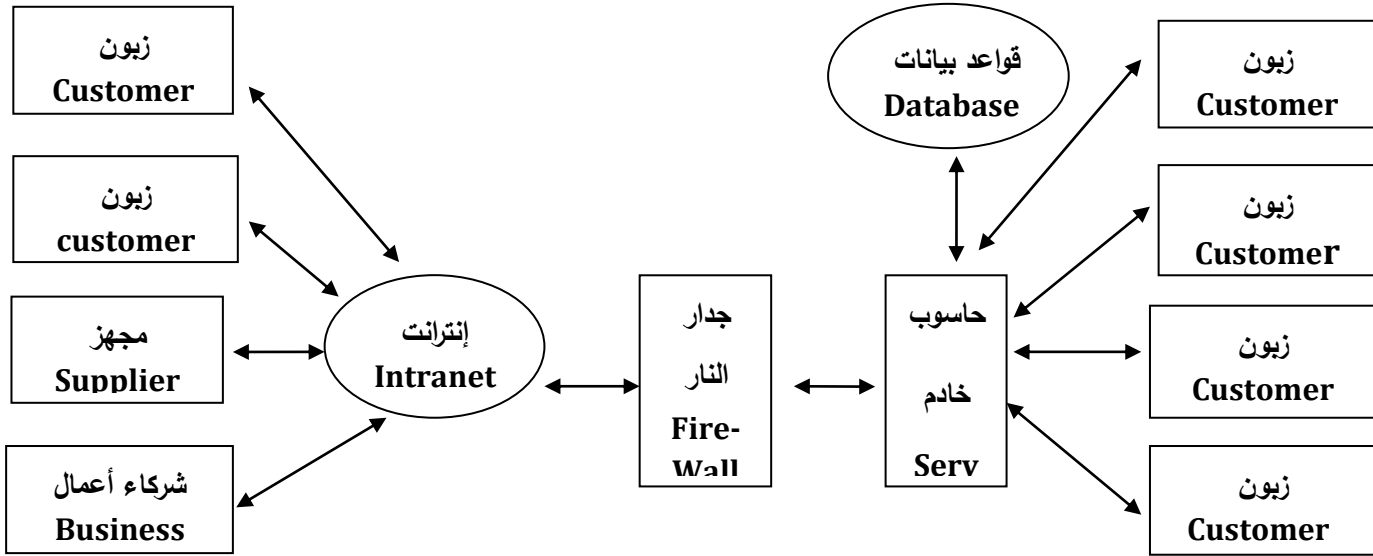 زبون
Customer
زبون
customer
مجهز
Supplier
شركاء أعمال
Business
إنترانت
Intranet
جدار
النار
Fire-
Wall
قواعد بيانات
Database
حاسوب
خادم
Serv
زبون
Customer
زبون
Customer
زبون
Customer
زبون
Customer